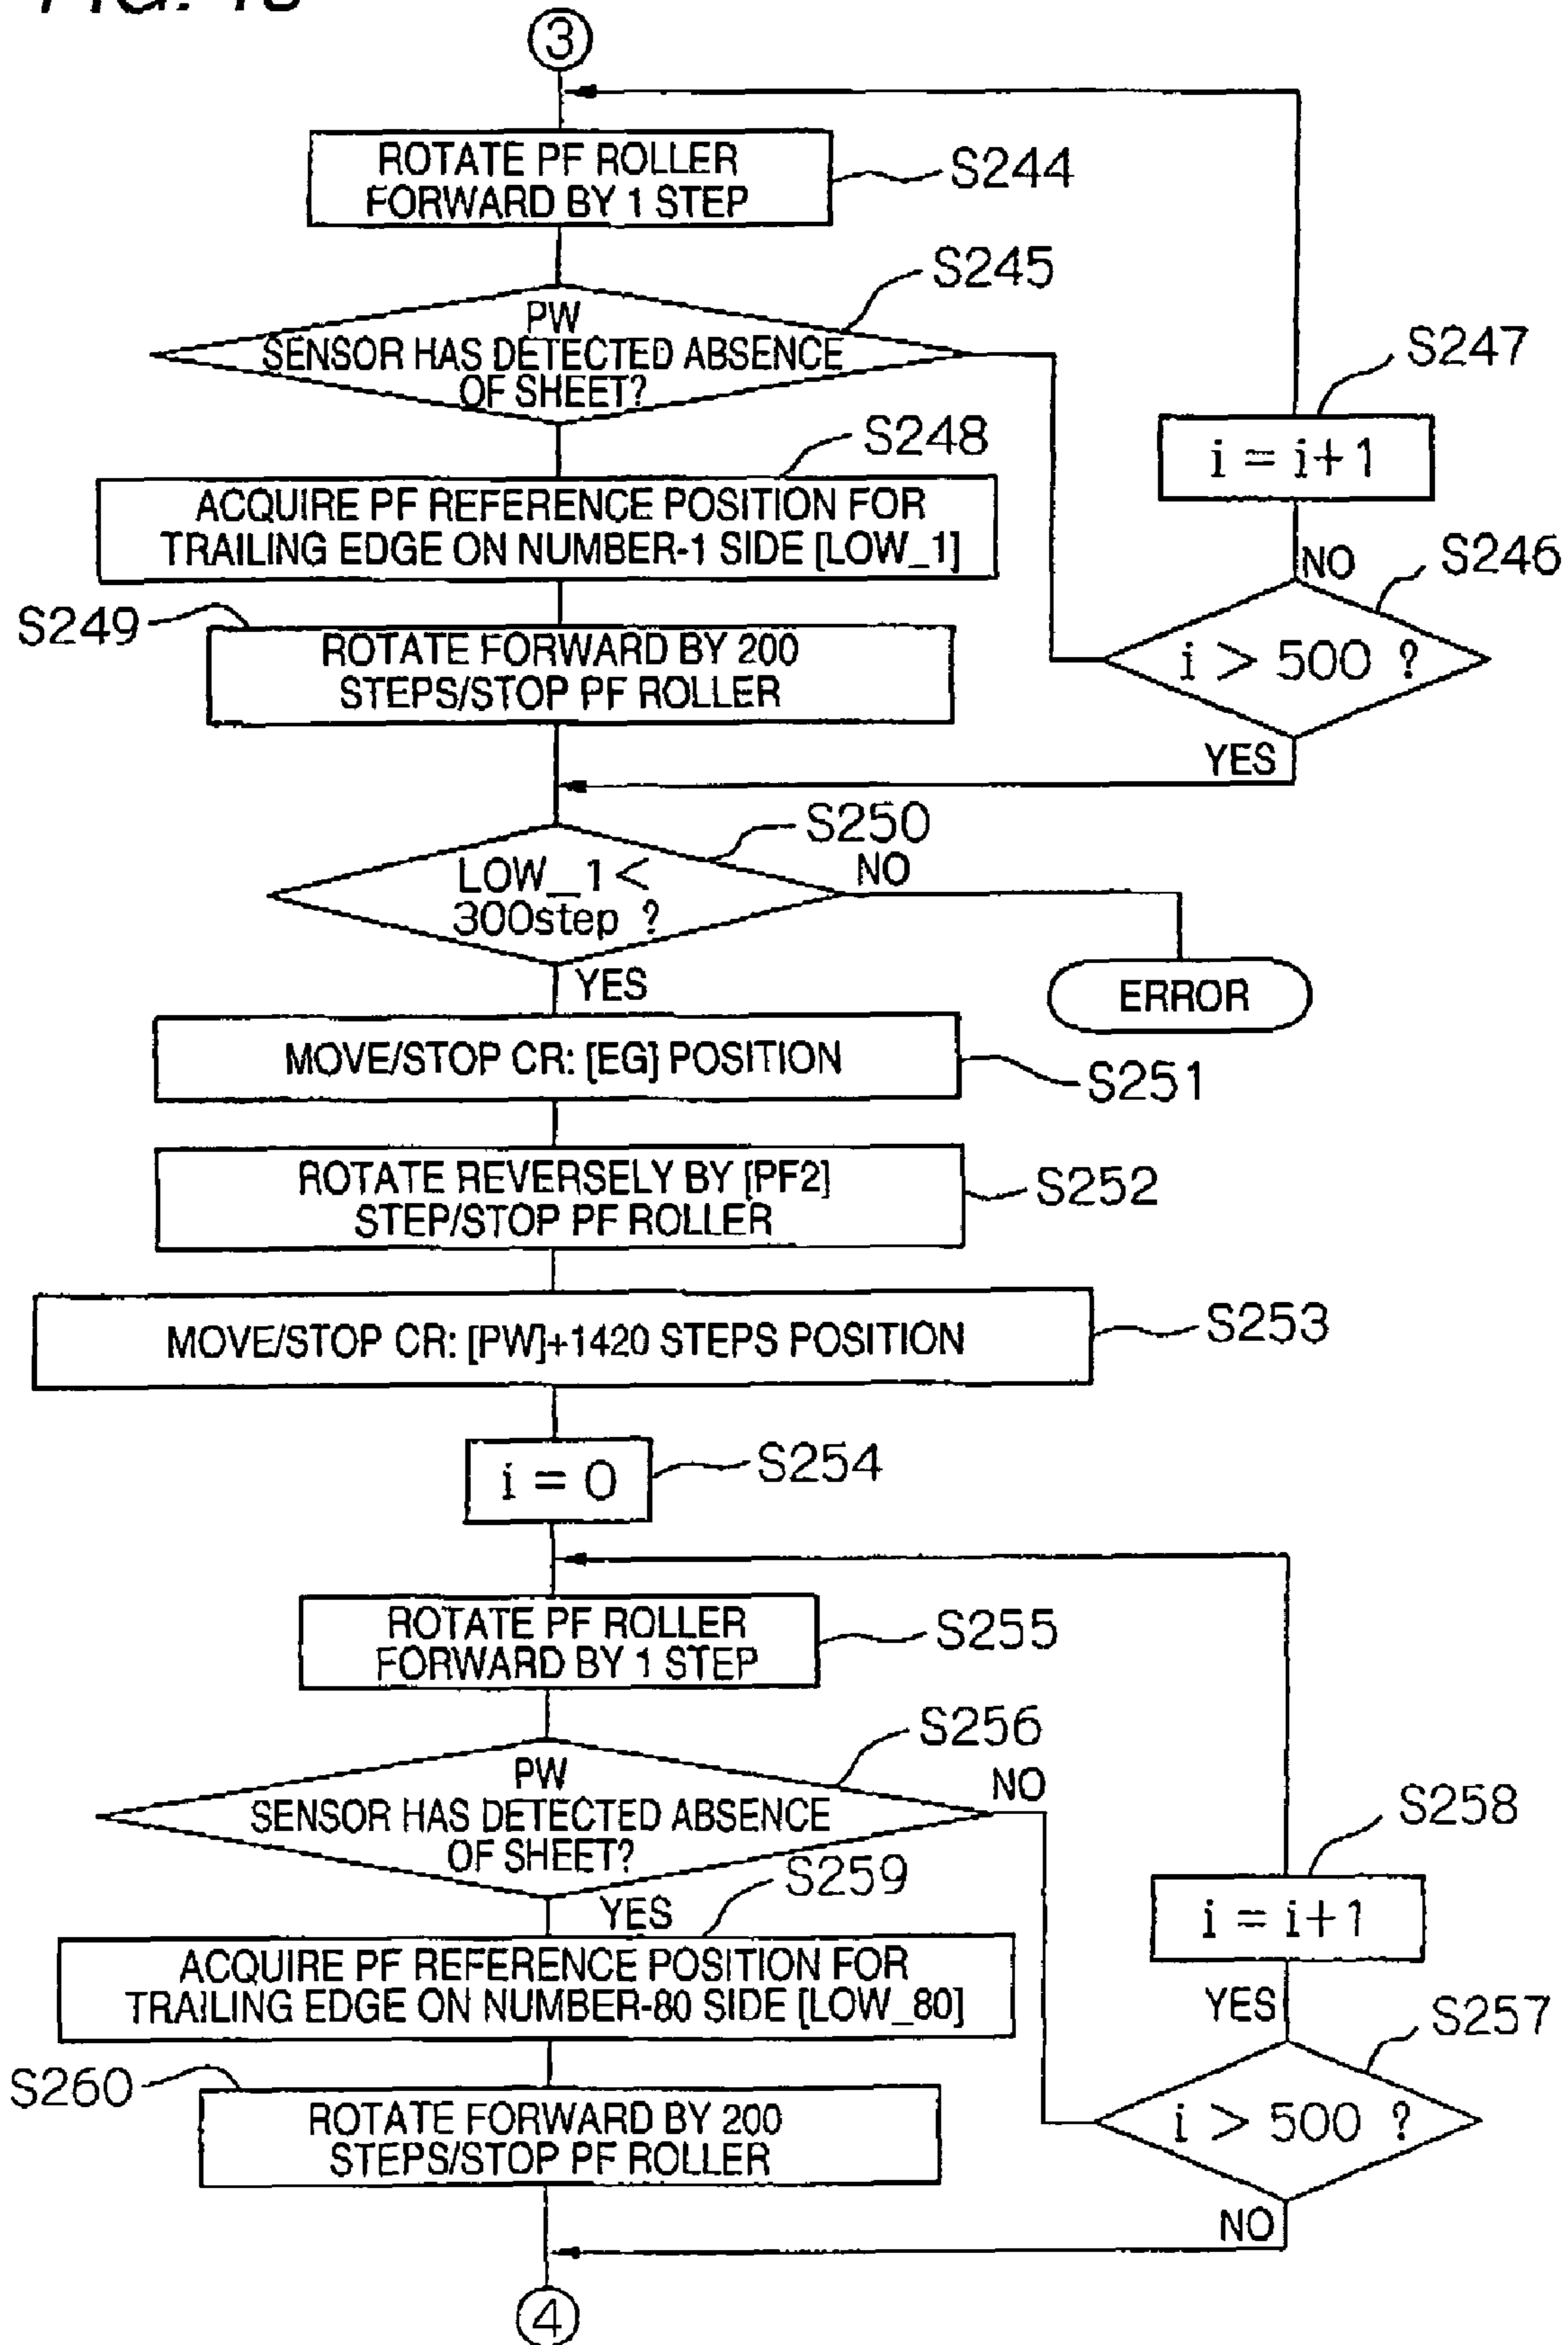 ③
ROTATE PF ROLLER
FORWARD BY 1 STEP
S244
S245
PW
SENSOR HAS DETECTED ABSENCE
OF SHEET?
S247
i = i+1
S248
ACQUIRE PF REFERENCE POSITION FOR
TRAILING EDGE ON NUMBER-1 SIDE [LOW_1]
NO
S246
i > 500 ?
S249
ROTATE FORWARD BY 200
STEPS/STOP PF ROLLER
YES
S250
LOW_1 <
300step ?
NO
ERROR
YES
MOVE/STOP CR: [EG] POSITION
S251
ROTATE REVERSELY BY [PF2]
STEP/STOP PF ROLLER
S252
MOVE/STOP CR: [PW]+1420 STEPS POSITION
S253
i = 0
S254
ROTATE PF ROLLER
FORWARD BY 1 STEP
S255
S256
PW
SENSOR HAS DETECTED ABSENCE
OF SHEET?
NO
S258
i = i+1
YES
S259
ACQUIRE PF REFERENCE POSITION FOR
TRAILING EDGE ON NUMBER-80 SIDE [LOW_80]
YES
S257
i > 500 ?
S260
ROTATE FORWARD BY 200
STEPS/STOP PF ROLLER
NO
④